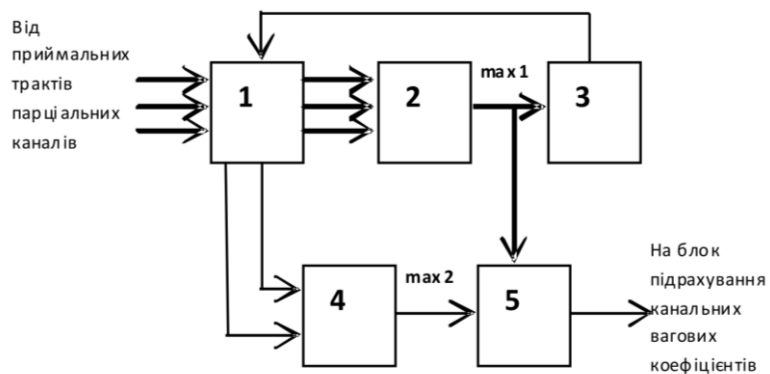 Від
приймальних
трактів
парціальних
каналів
1
2
max 1
3
4
max 2
5
На блок
підрахування
канальних
вагових
коефіцієнтів